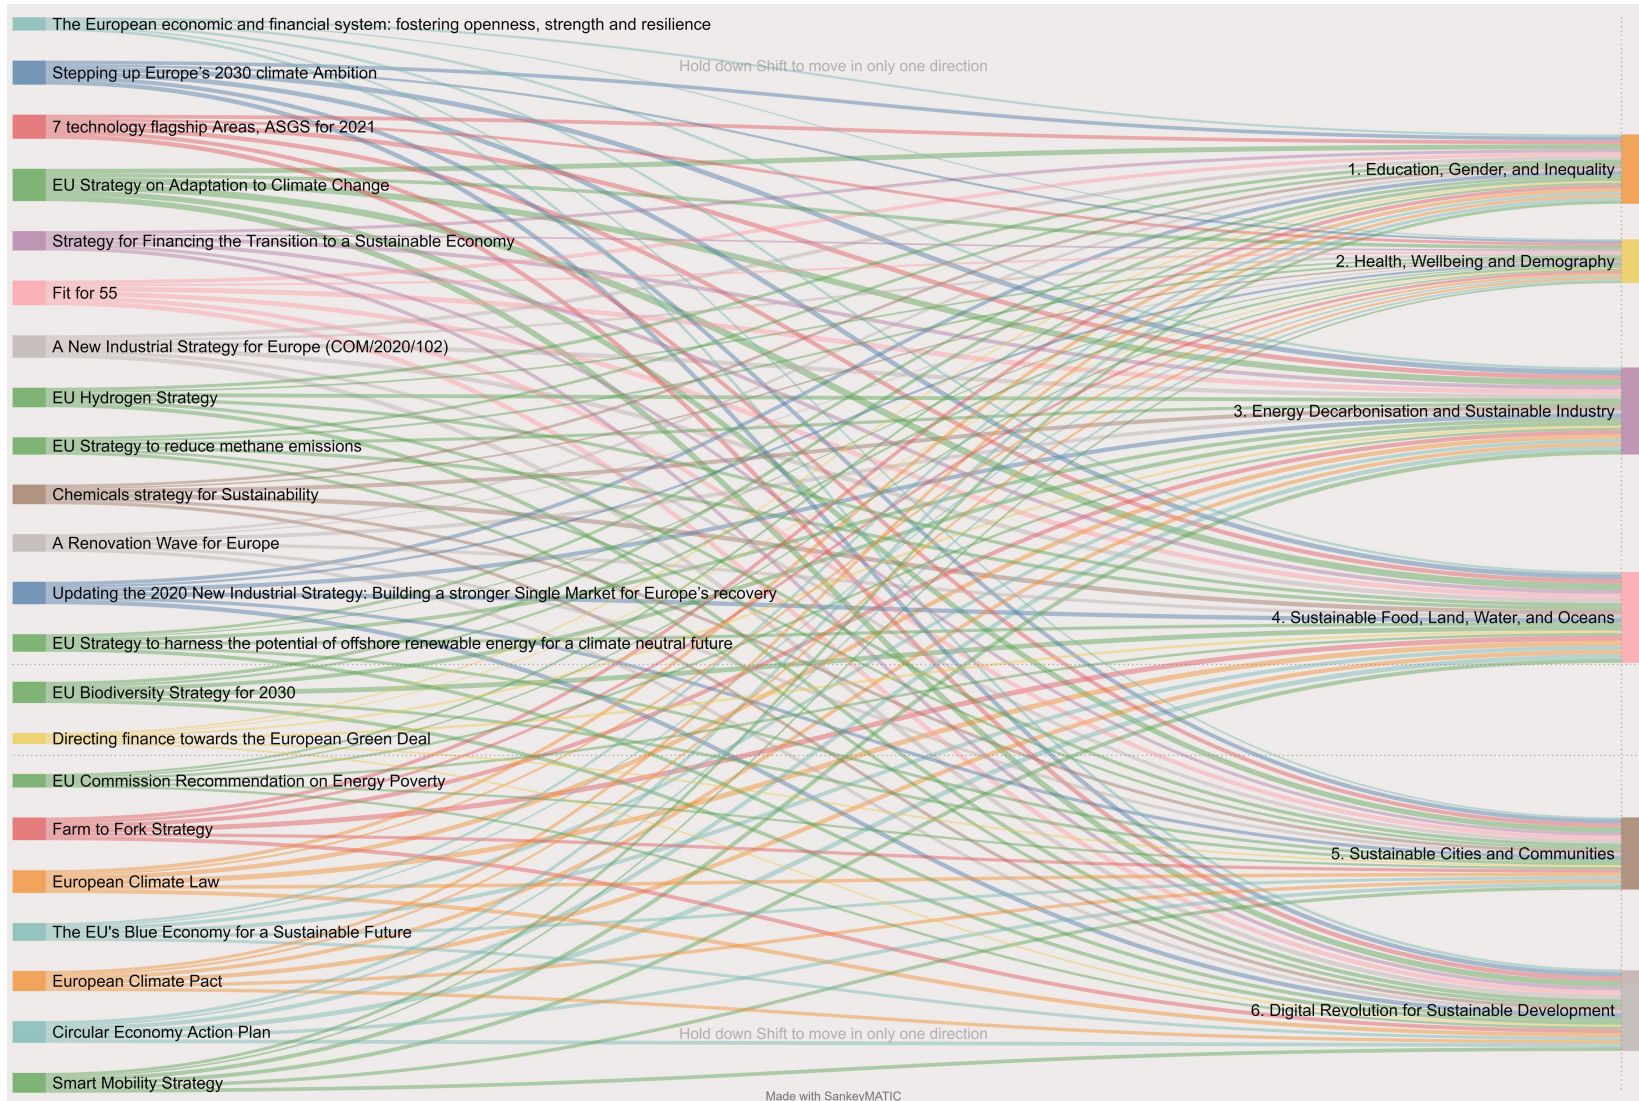 The European economic and financial system: fostering openness, strength and resilience
Hold down Shift to move in only one direction
Stepping up Europe’s 2030 climate Ambition
7 technology flagship Areas, ASGS for 2021
EU Strategy on Adaptation to Climate Change
Strategy for Financing the Transition to a Sustainable Economy
Fit for 55
A New Industrial Strategy for Europe (COM/2020/102)
EU Hydrogen Strategy
EU Strategy to reduce methane emissions
Chemicals strategy for Sustainability
A Renovation Wave for Europe
Updating the 2020 New Industrial Strategy: Building a stronger Single Market for Europe’s recovery
EU Strategy to harness the potential of offshore renewable energy for a climate neutral future
EU Biodiversity Strategy for 2030
Directing finance towards the European Green Deal
EU Commission Recommendation on Energy Poverty
Farm to Fork Strategy
European Climate Law
The EU's Blue Economy for a Sustainable Future
European Climate Pact
Circular Economy Action Plan
Smart Mobility Strategy
1. Education, Gender, and Inequality
2. Health, Wellbeing and Demography
3. Energy Decarbonisation and Sustainable Industry
4. Sustainable Food, Land, Water, and Oceans
5. Sustainable Cities and Communities
6. Digital Revolution for Sustainable Development
Hold down Shift to move in only one direction
Made with SankeyMATIC